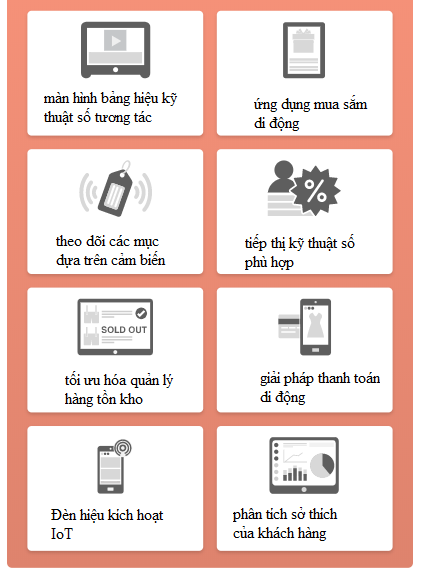 màn hình bảng hiệu kỹ
thuật số tương tác
ứng dụng mua sắm
di động
theo dõi các mục
dựa trên cảm biến
tiếp thị kỹ thuật số
phù hợp
SOLD OUT
tối ưu hóa quản lý
hàng tồn kho
giải pháp thanh toán
di động
Đèn hiệu kích hoạt
IoT
phân tích sở thích
của khách hàng